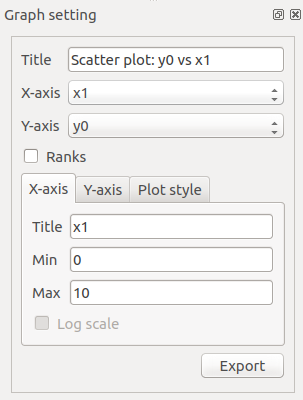 Graph setting
Title Scatter plot: y0 vs x1
X-axis x1
Y-axis y0
Ranks
X-axis Y-axis Plot style
Title x1
Min 0
Max 10
Log scale
Export